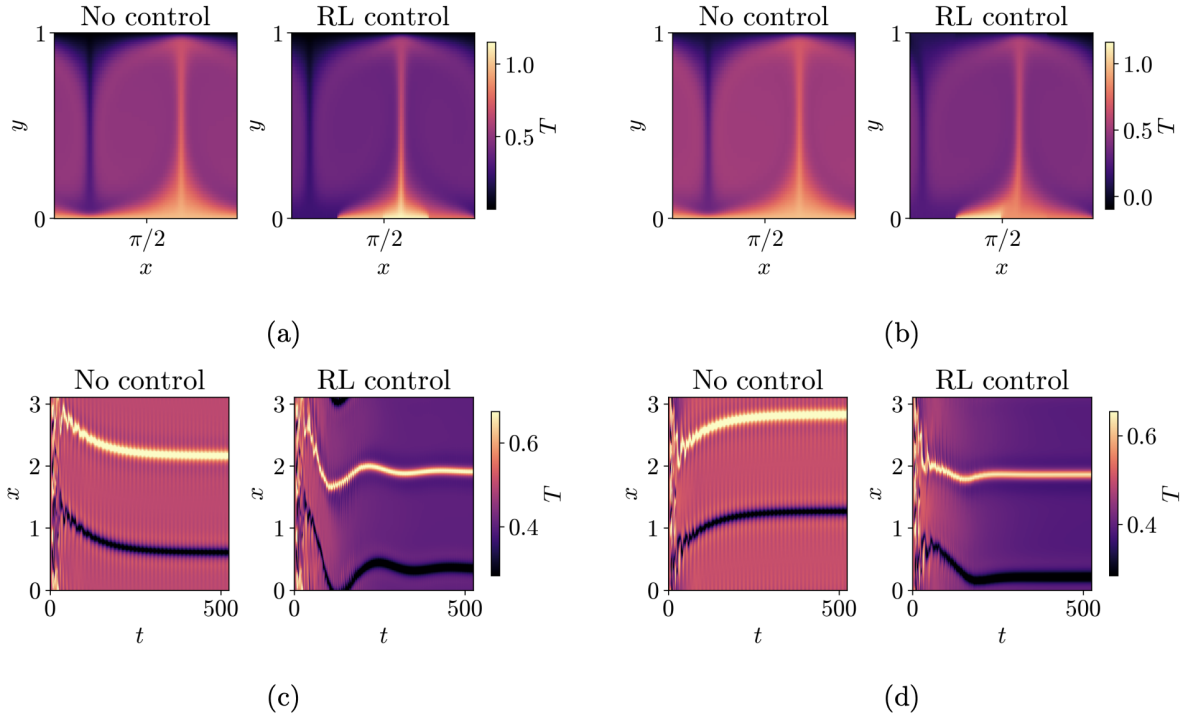 No control RL control
1 1
y y
0 0
π/2 π/2
x x
1.0
0.5
T
(a)
No control RL control
1 1
y y
0 0
π/2 π/2
x x
1.0
0.5
0.0
T
(b)
No control RL control
3 3
2 2
x x
1 1
0 0
0 500 0 500
t t
0.6
0.4
T
(c)
No control RL control
3 3
2 2
x x
1 1
0 0
0 500 0 500
t t
0.6
0.4
T
(d)